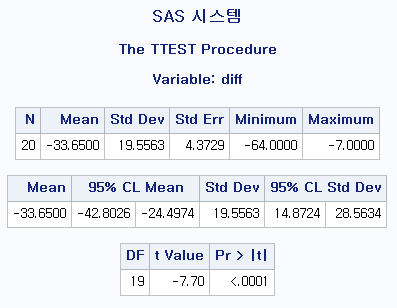 SAS 시스템
The TTEST Procedure
Variable: diff
N Mean Std Dev Std Err Minimum Maximum
20 -33.6500 19.5563 4.3729 -64.0000 -7.0000
Mean 95% CL Mean Std Dev 95% CL Std Dev
-33.6500 -42.8026 -24.4974 19.5563 14.8724 28.5634
DF t Value Pr > |t|
19 -7.70 <.0001